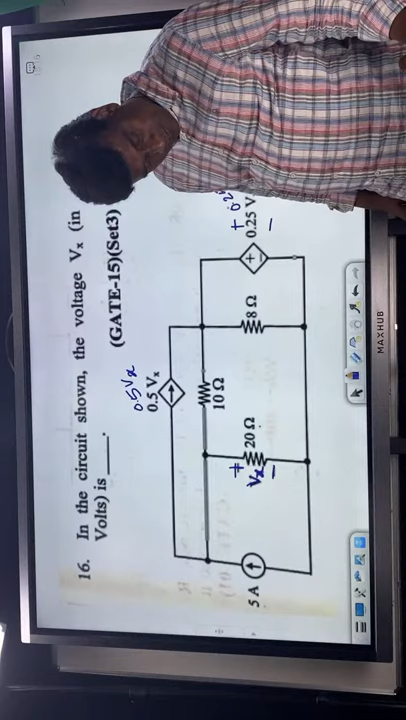 16. In the circuit shown, the voltage Vx (in
Volts) is ____.
(GATE-15)(Set3)
0.5Vx
0.5 Vx
10 Ω
5 A
+
Vx
−
20 Ω
8 Ω
+
−
+
0.25 V
−
MAXHUB